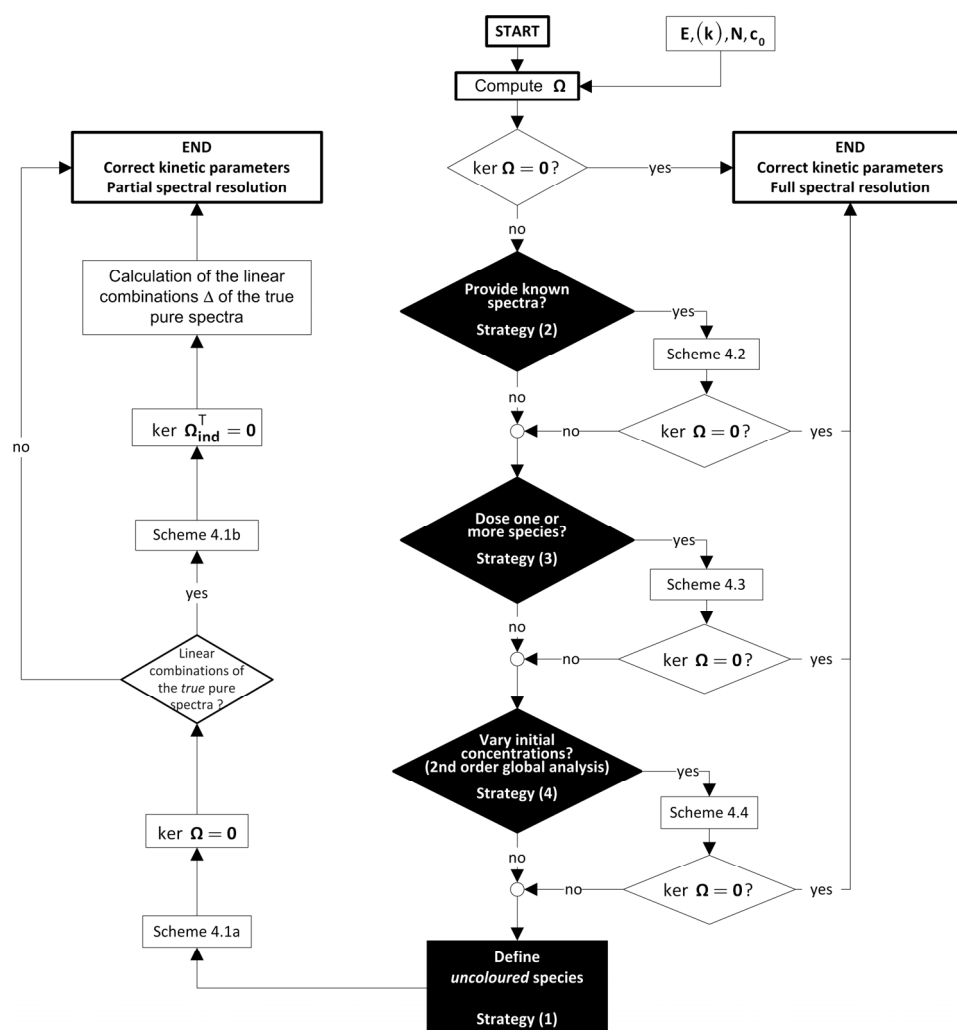 START
E,(k),N,c₀
Compute Ω
ker Ω = 0?
yes
END
Correct kinetic parameters
Full spectral resolution
no
Provide known
spectra?
Strategy (2)
yes
Scheme 4.2
no
ker Ω = 0?
no
yes
Dose one or
more species?
Strategy (3)
yes
Scheme 4.3
no
ker Ω = 0?
no
yes
Vary initial
concentrations?
(2nd order global analysis)
Strategy (4)
yes
Scheme 4.4
no
ker Ω = 0?
no
yes
Define
uncoloured species
Strategy (1)
Scheme 4.1a
ker Ω = 0
Linear
combinations of
the true pure
spectra ?
no
yes
Scheme 4.1b
ker Ωᵀ_ind = 0
Calculation of the linear
combinations Δ of the true
pure spectra
END
Correct kinetic parameters
Partial spectral resolution